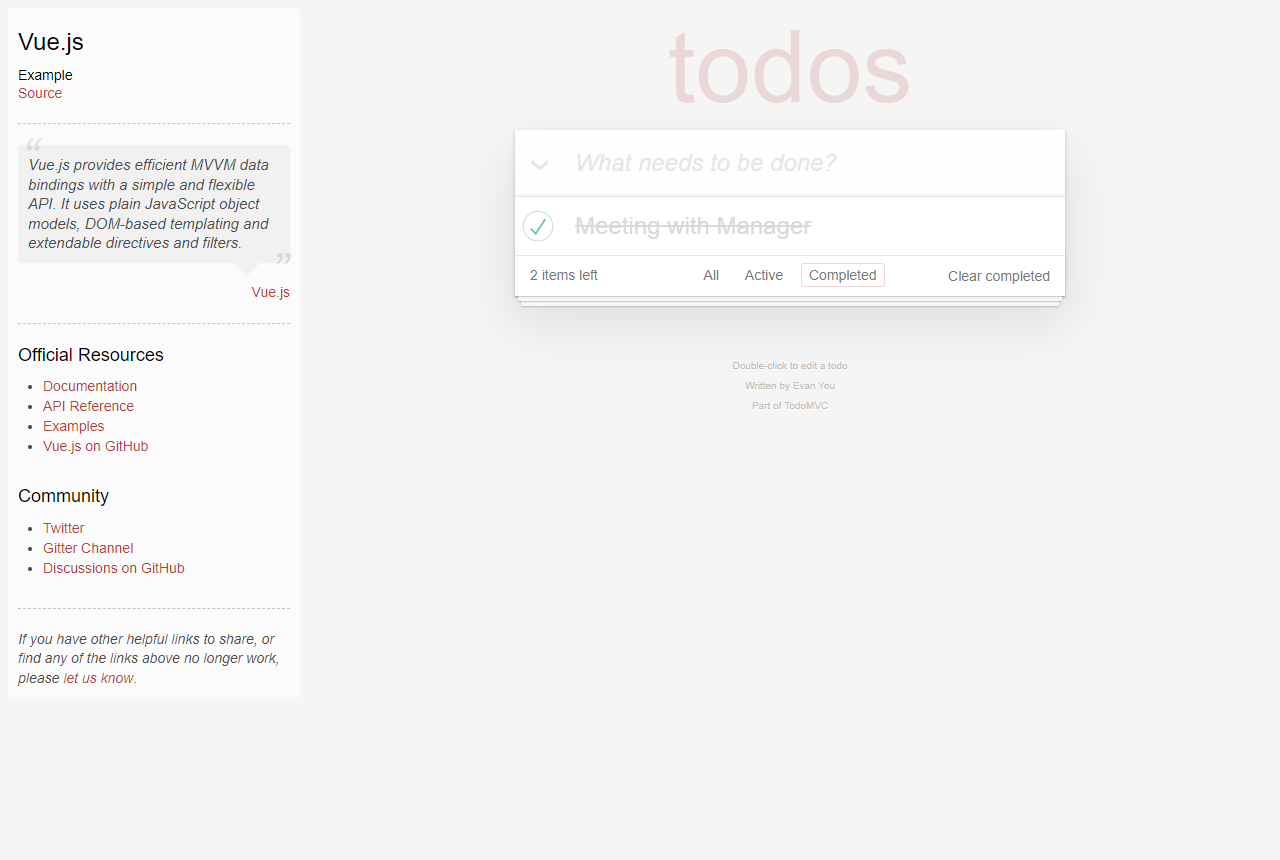 Vue.js
Example
Source
“
Vue.js provides efficient MVVM data
bindings with a simple and flexible
API. It uses plain JavaScript object
models, DOM-based templating and
extendable directives and filters.
”
Vue.js
Official Resources
Documentation
API Reference
Examples
Vue.js on GitHub
Community
Twitter
Gitter Channel
Discussions on GitHub
If you have other helpful links to share, or
find any of the links above no longer work,
please let us know.
todos
What needs to be done?
Meeting with Manager
2 items left All Active Completed Clear completed
Double-click to edit a todo
Written by Evan You
Part of TodoMVC